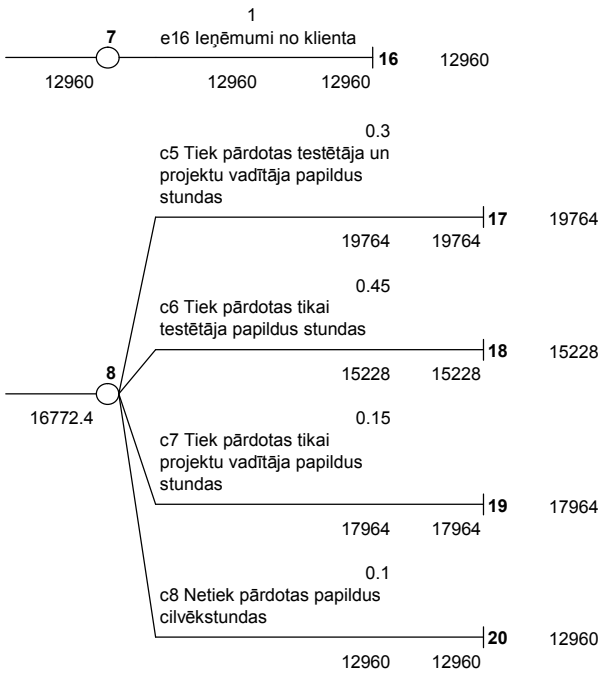 1
7
e16 Ieņēmumi no klienta
16 12960
12960 12960 12960
0.3
c5 Tiek pārdotas testētāja un
projektu vadītāja papildus
stundas
17 19764
19764 19764
0.45
c6 Tiek pārdotas tikai
testētāja papildus stundas
18 15228
15228 15228
8
16772.4
0.15
c7 Tiek pārdotas tikai
projektu vadītāja papildus
stundas
19 17964
17964 17964
0.1
c8 Netiek pārdotas papildus
cilvēkstundas
20 12960
12960 12960